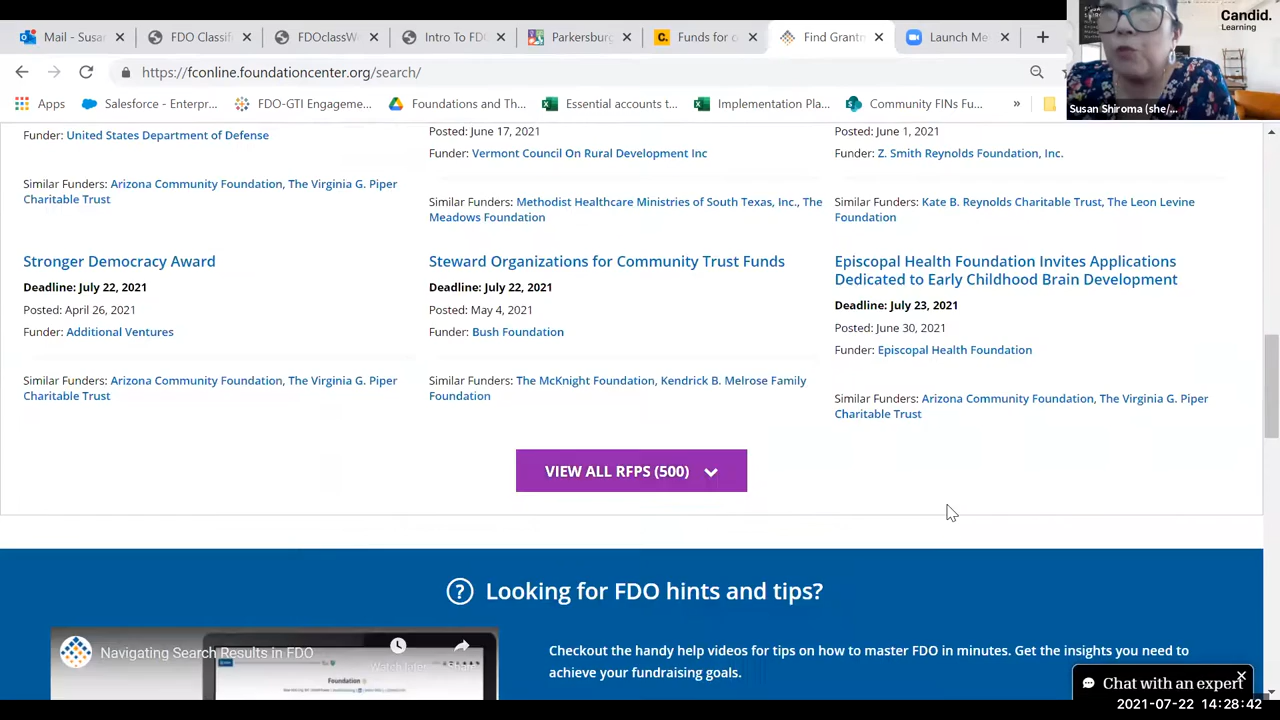 Mail - Susa
FDO Classif
FDOclassW
Intro To FD
Parkersburg
Funds for c
Find Grantm
Launch Me
Candid.
Learning
https://fconline.foundationcenter.org/search/
Susan Shiroma (she/...
Apps
Salesforce - Enterpr...
FDO-GTI Engageme...
Foundations and Th...
Essential accounts t...
Implementation Pla...
Community FINs Fu...
»
Funder: United States Department of Defense
Similar Funders: Arizona Community Foundation, The Virginia G. Piper
Charitable Trust
Posted: June 17, 2021
Funder: Vermont Council On Rural Development Inc
Similar Funders: Methodist Healthcare Ministries of South Texas, Inc., The
Meadows Foundation
Posted: June 1, 2021
Funder: Z. Smith Reynolds Foundation, Inc.
Similar Funders: Kate B. Reynolds Charitable Trust, The Leon Levine
Foundation
Stronger Democracy Award
Deadline: July 22, 2021
Posted: April 26, 2021
Funder: Additional Ventures
Similar Funders: Arizona Community Foundation, The Virginia G. Piper
Charitable Trust
Steward Organizations for Community Trust Funds
Deadline: July 22, 2021
Posted: May 4, 2021
Funder: Bush Foundation
Similar Funders: The McKnight Foundation, Kendrick B. Melrose Family
Foundation
Episcopal Health Foundation Invites Applications
Dedicated to Early Childhood Brain Development
Deadline: July 23, 2021
Posted: June 30, 2021
Funder: Episcopal Health Foundation
Similar Funders: Arizona Community Foundation, The Virginia G. Piper
Charitable Trust
VIEW ALL RFPS (500)
? Looking for FDO hints and tips?
Navigating Search Results in FDO
Watch later
Share
Foundation
Checkout the handy help videos for tips on how to master FDO in minutes. Get the insights you need to
achieve your fundraising goals.
Chat with an expert
2021-07-22 14:28:42